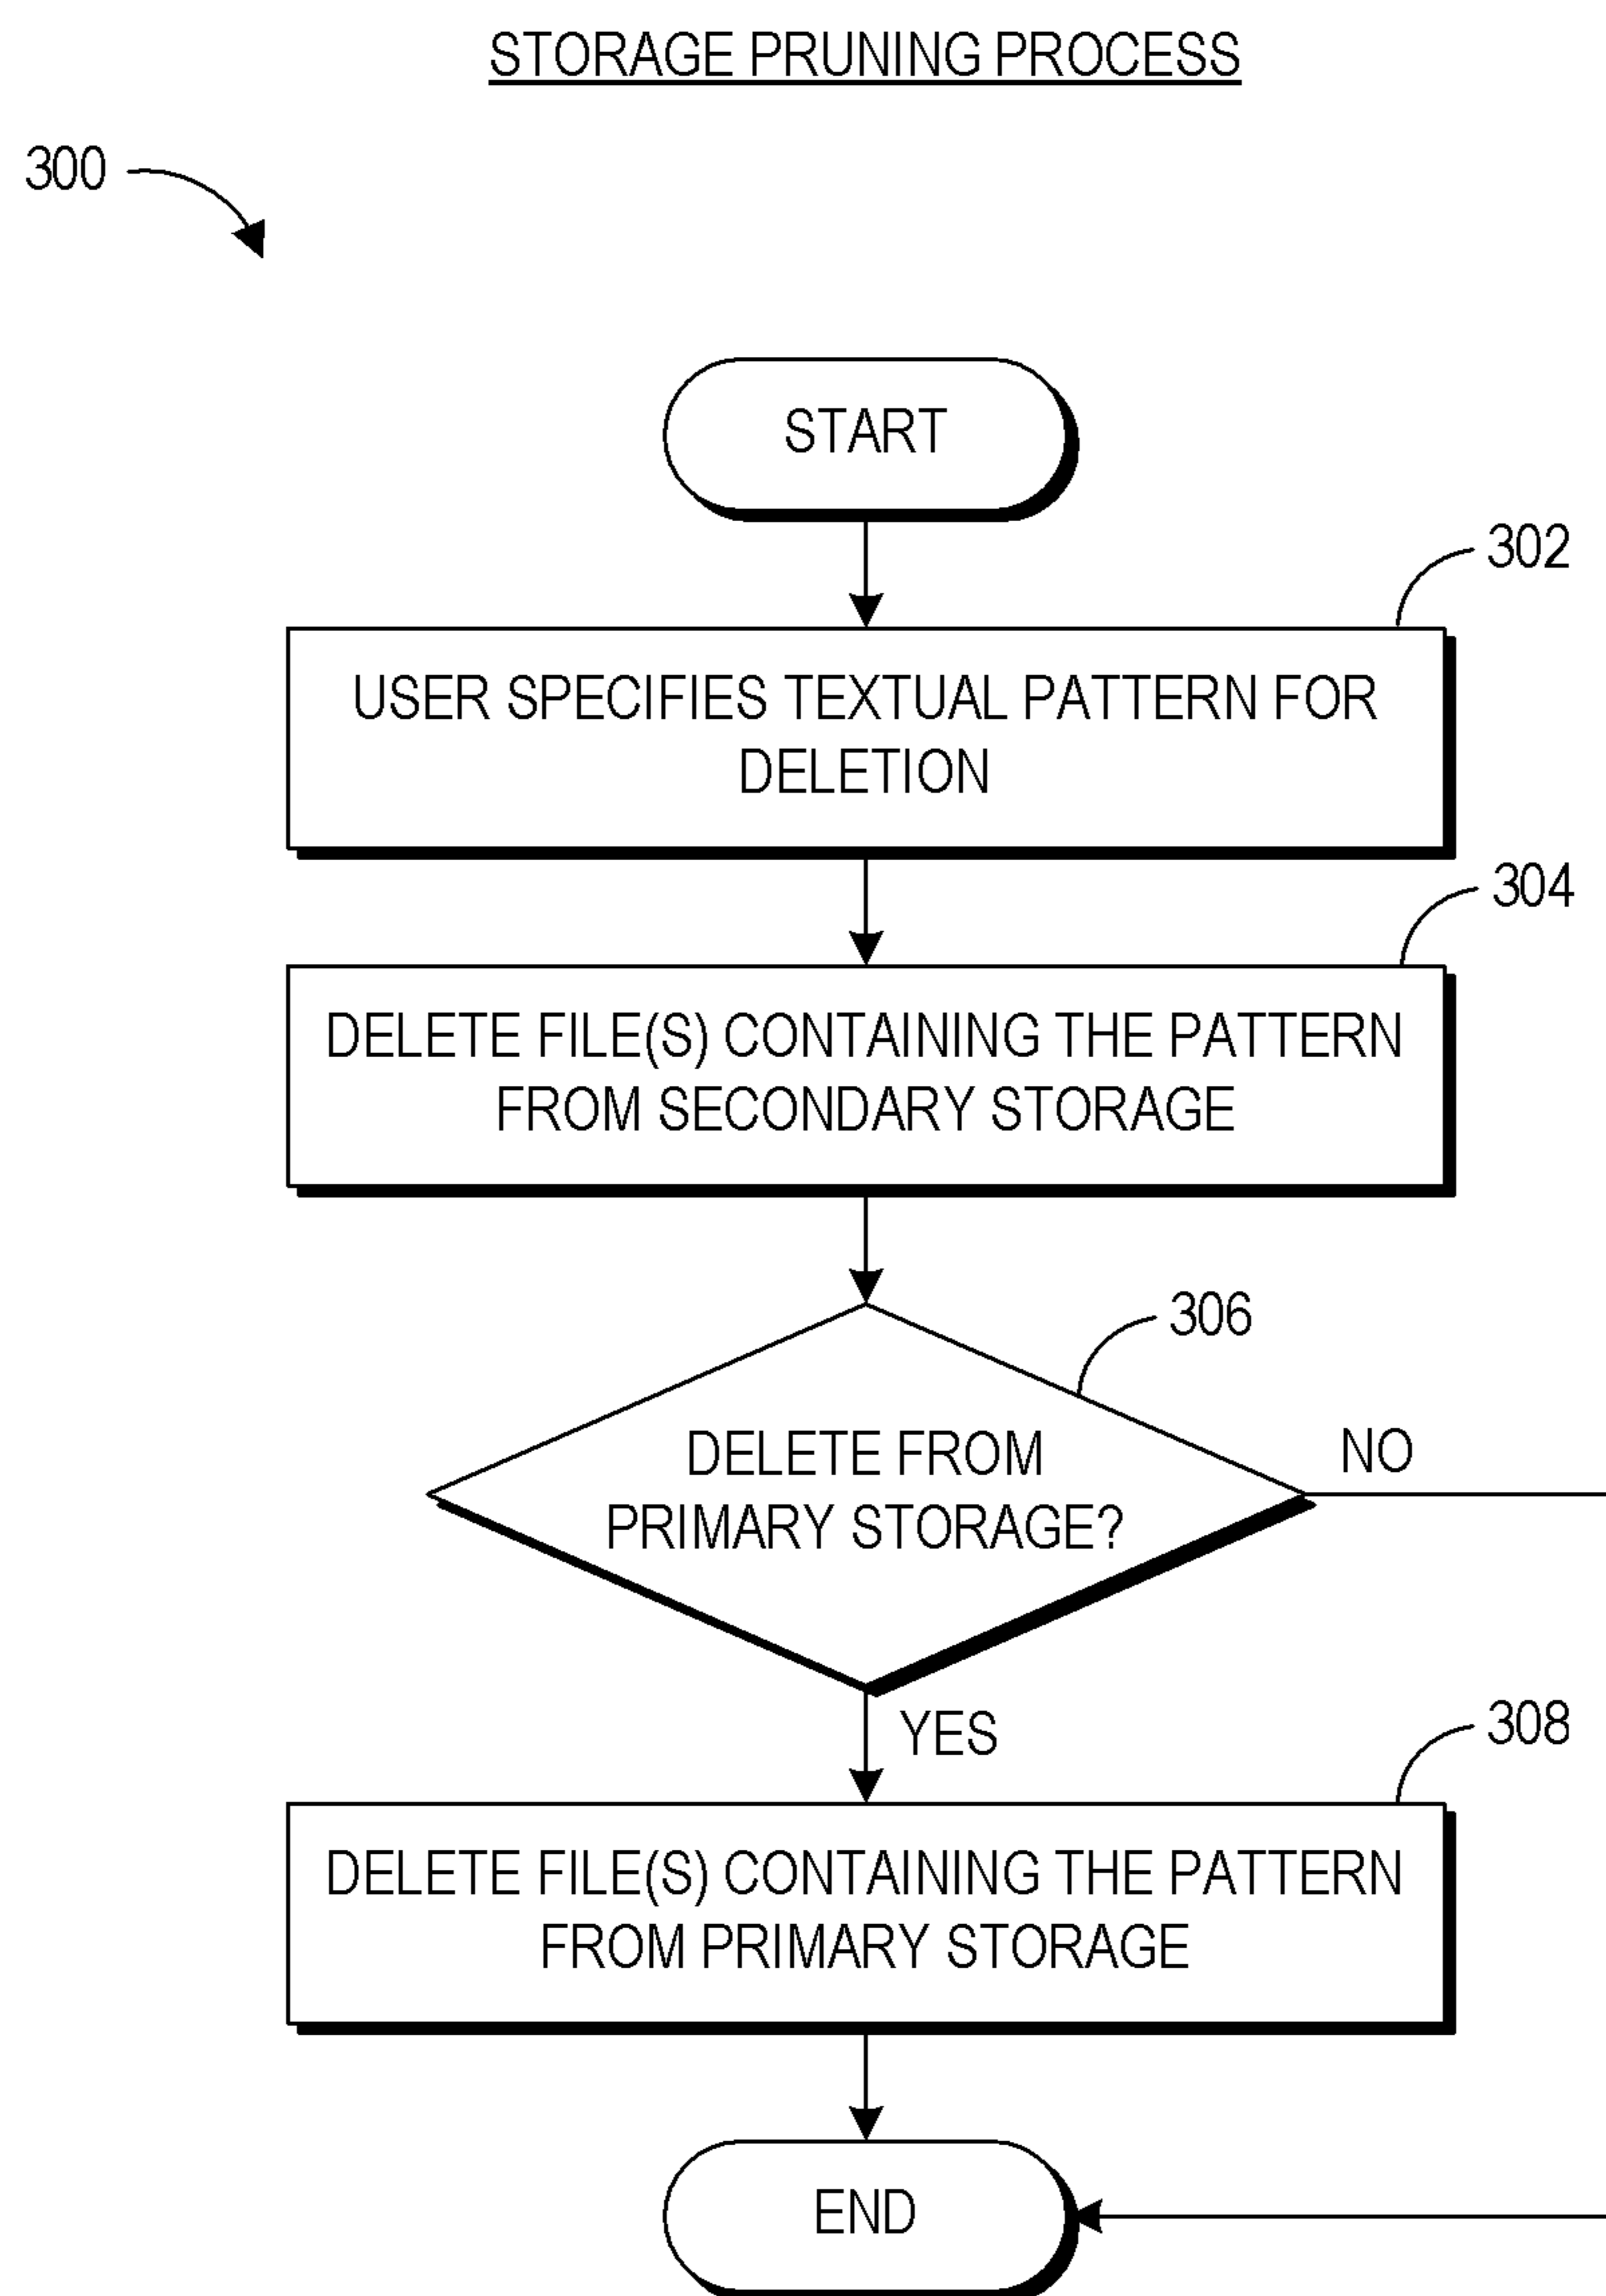 STORAGE PRUNING PROCESS
300
START
302
USER SPECIFIES TEXTUAL PATTERN FOR
DELETION
304
DELETE FILE(S) CONTAINING THE PATTERN
FROM SECONDARY STORAGE
306
DELETE FROM
PRIMARY STORAGE?
NO
YES
308
DELETE FILE(S) CONTAINING THE PATTERN
FROM PRIMARY STORAGE
END